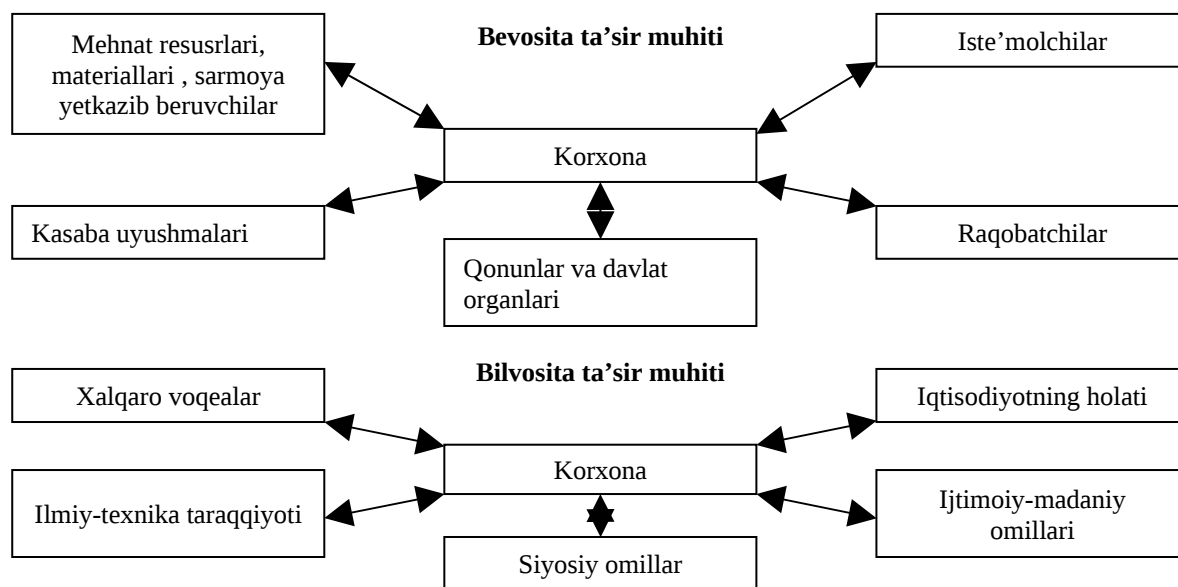 Bevosita ta’sir muhiti
Mehnat resusrlari,
materiallari , sarmoya
yetkazib beruvchilar
Iste’molchilar
Korxona
Kasaba uyushmalari
Raqobatchilar
Qonunlar va davlat
organlari
Bilvosita ta’sir muhiti
Xalqaro voqealar
Iqtisodiyotning holati
Korxona
Ilmiy-texnika taraqqiyoti
Ijtimoiy-madaniy
omillari
Siyosiy omillar